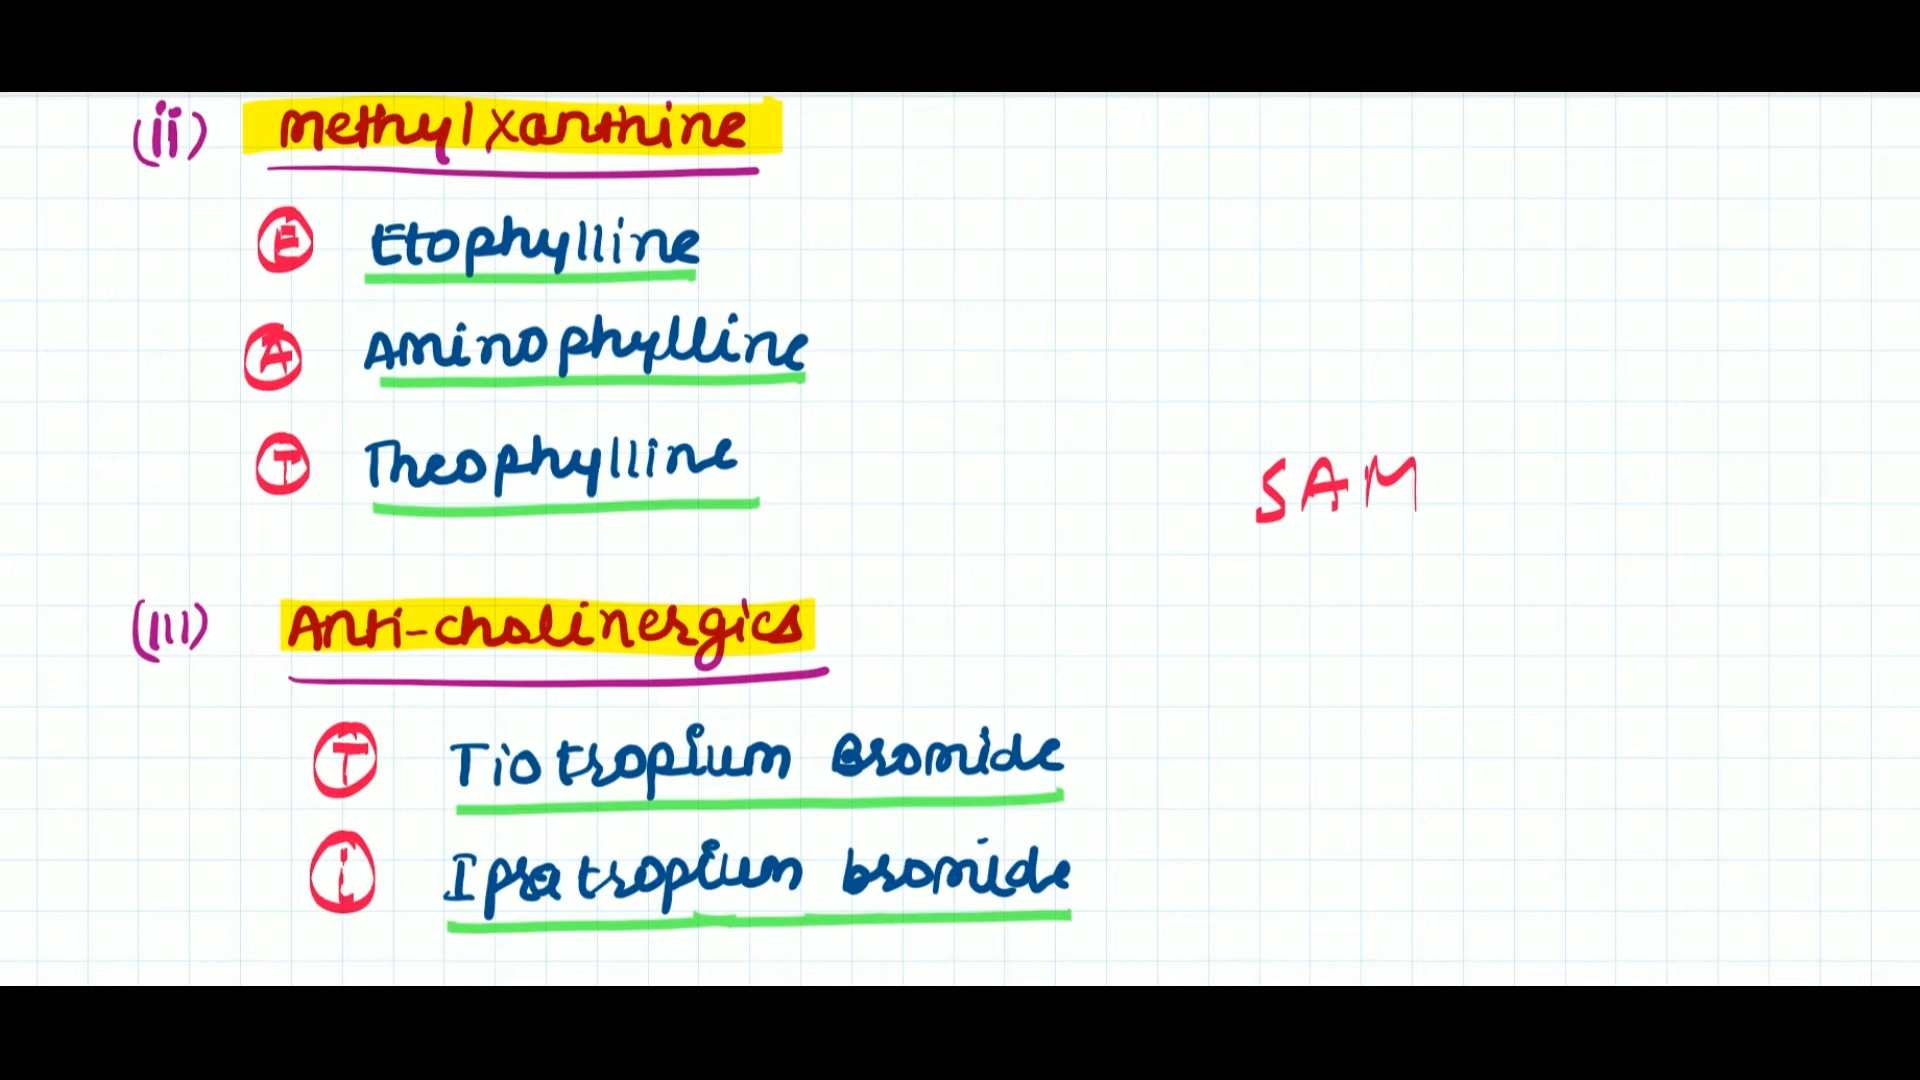 (ii) Methylxanthine
E Etophylline
A Aminophylline
T Theophylline
SAM
(III) Anti-cholinergics
T Tiotropium Bromide
I Ipratropium bromide